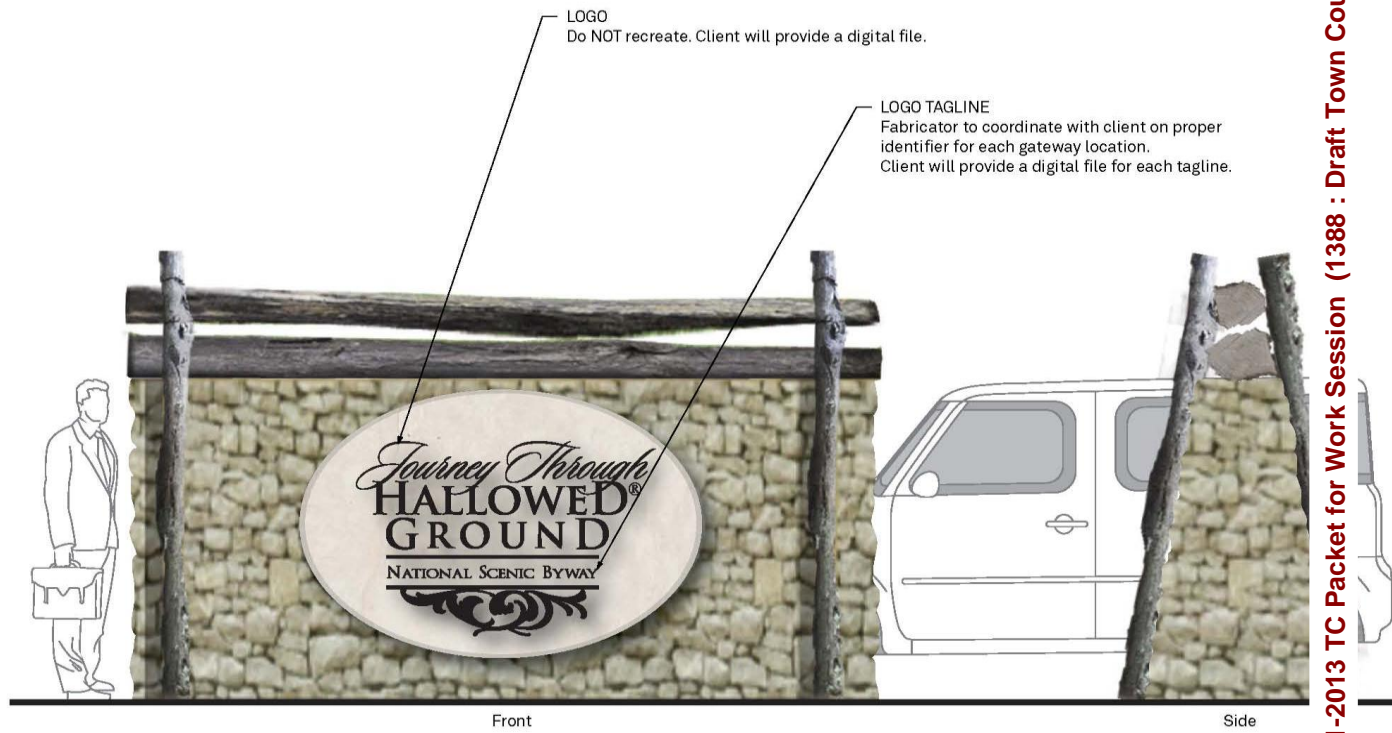 LOGO
Do NOT recreate. Client will provide a digital file.
LOGO TAGLINE
Fabricator to coordinate with client on proper
identifier for each gateway location.
Client will provide a digital file for each tagline.
Journey Through
HALLOWED®
GROUND
NATIONAL SCENIC BYWAY
Front
Side
-2013 TC Packet for Work Session (1388 : Draft Town Cou